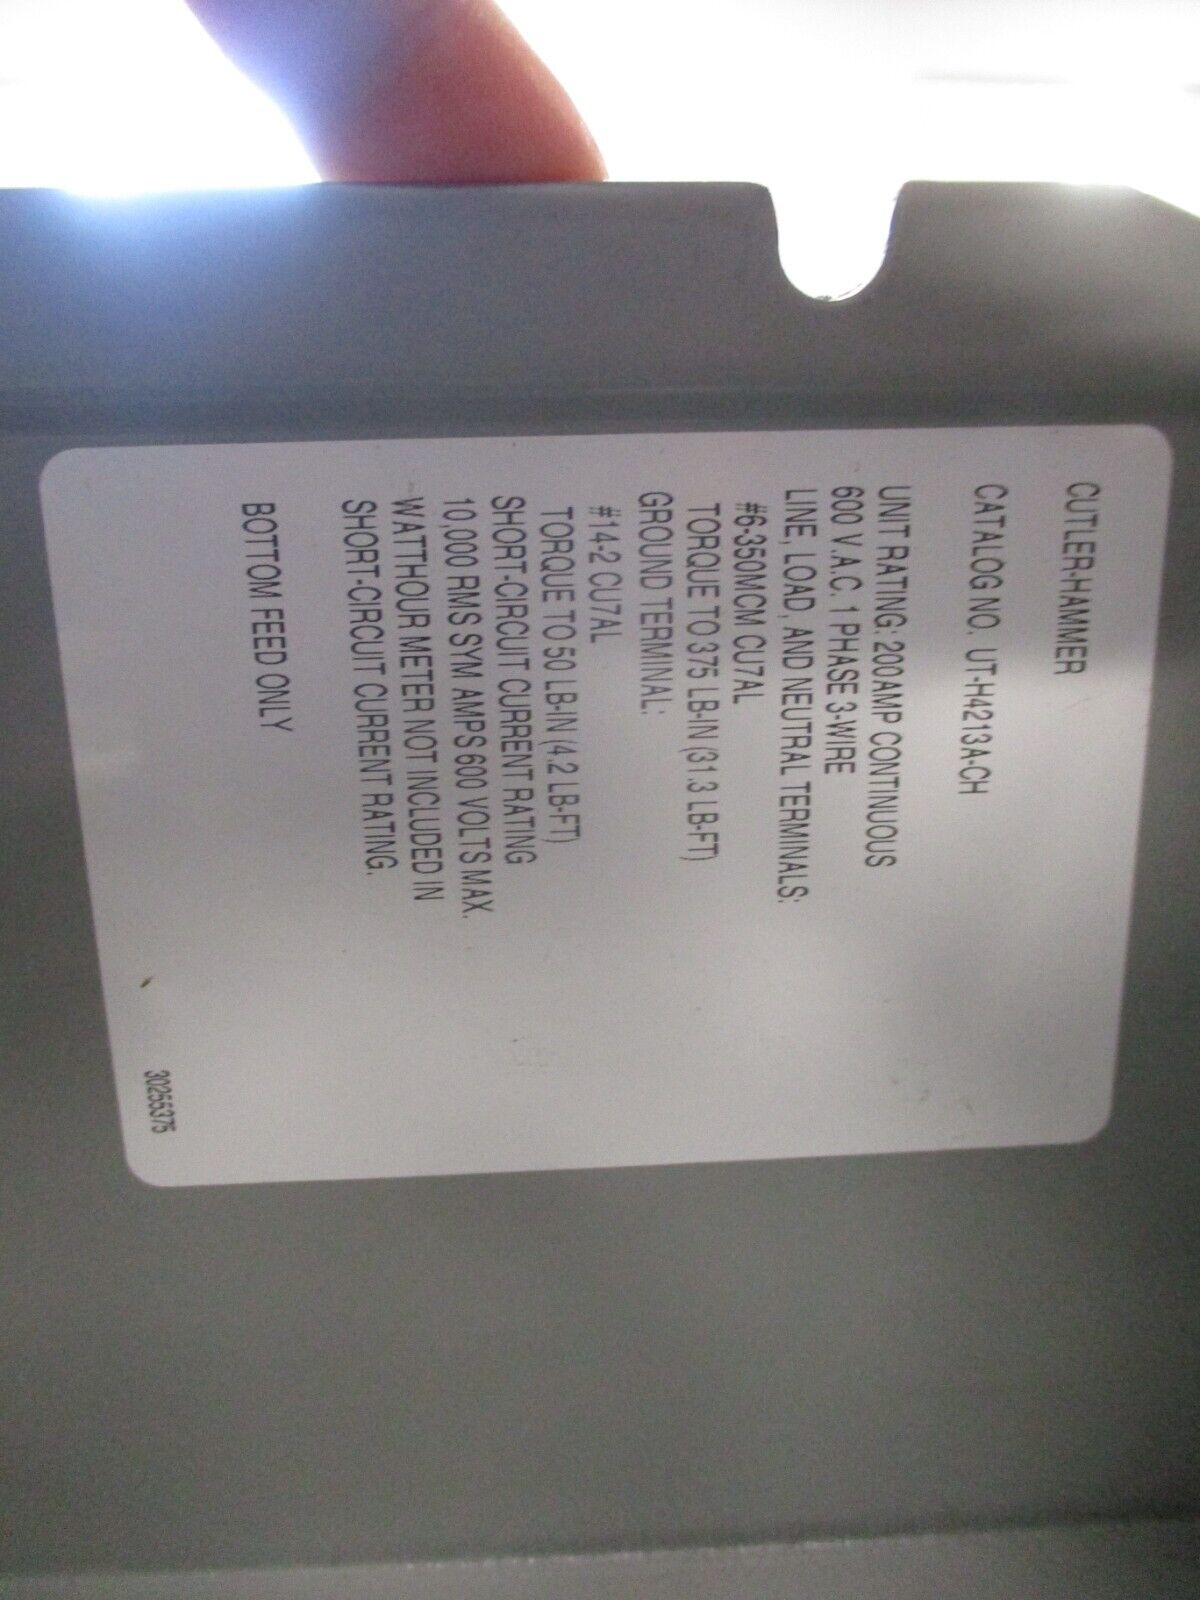 CUTLER-HAMMER
CATALOG NO. UT-H4213A-CH
UNIT RATING: 200AMP CONTINUOUS
600 V.A.C. 1 PHASE 3-WIRE
LINE, LOAD, AND NEUTRAL TERMINALS:
#6-350MCM CU7AL
TORQUE TO 375 LB-IN (31.3 LB-FT)
GROUND TERMINAL:
#14-2 CU7AL
TORQUE TO 50 LB-IN (4.2 LB-FT)
SHORT-CIRCUIT CURRENT RATING
10,000 RMS SYM AMPS 600 VOLTS MAX.
WATTHOUR METER NOT INCLUDED IN
SHORT-CIRCUIT CURRENT RATING.
BOTTOM FEED ONLY
30255375